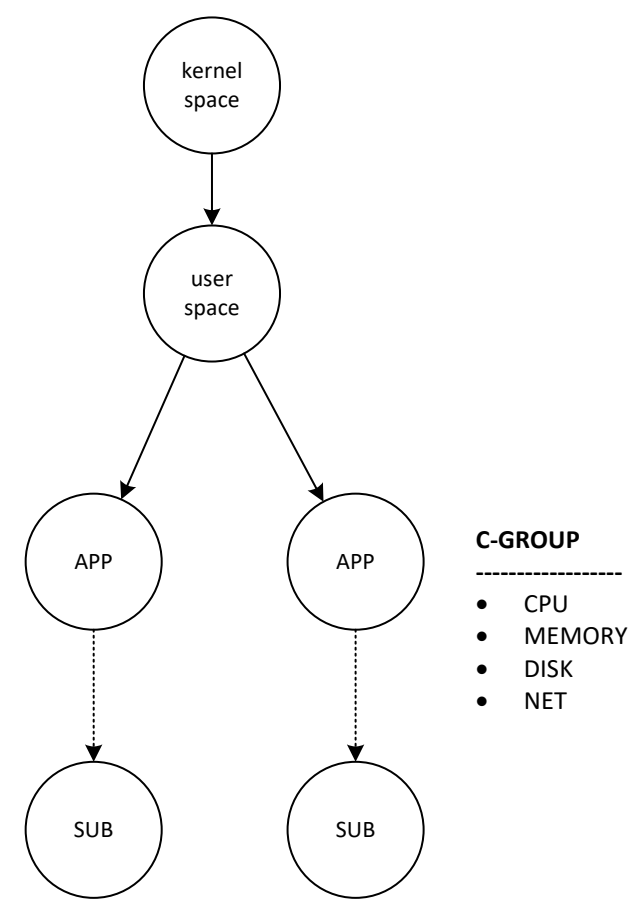 kernel
space
user
space
APP
APP
C-GROUP
------------------
• CPU
• MEMORY
• DISK
• NET
SUB
SUB